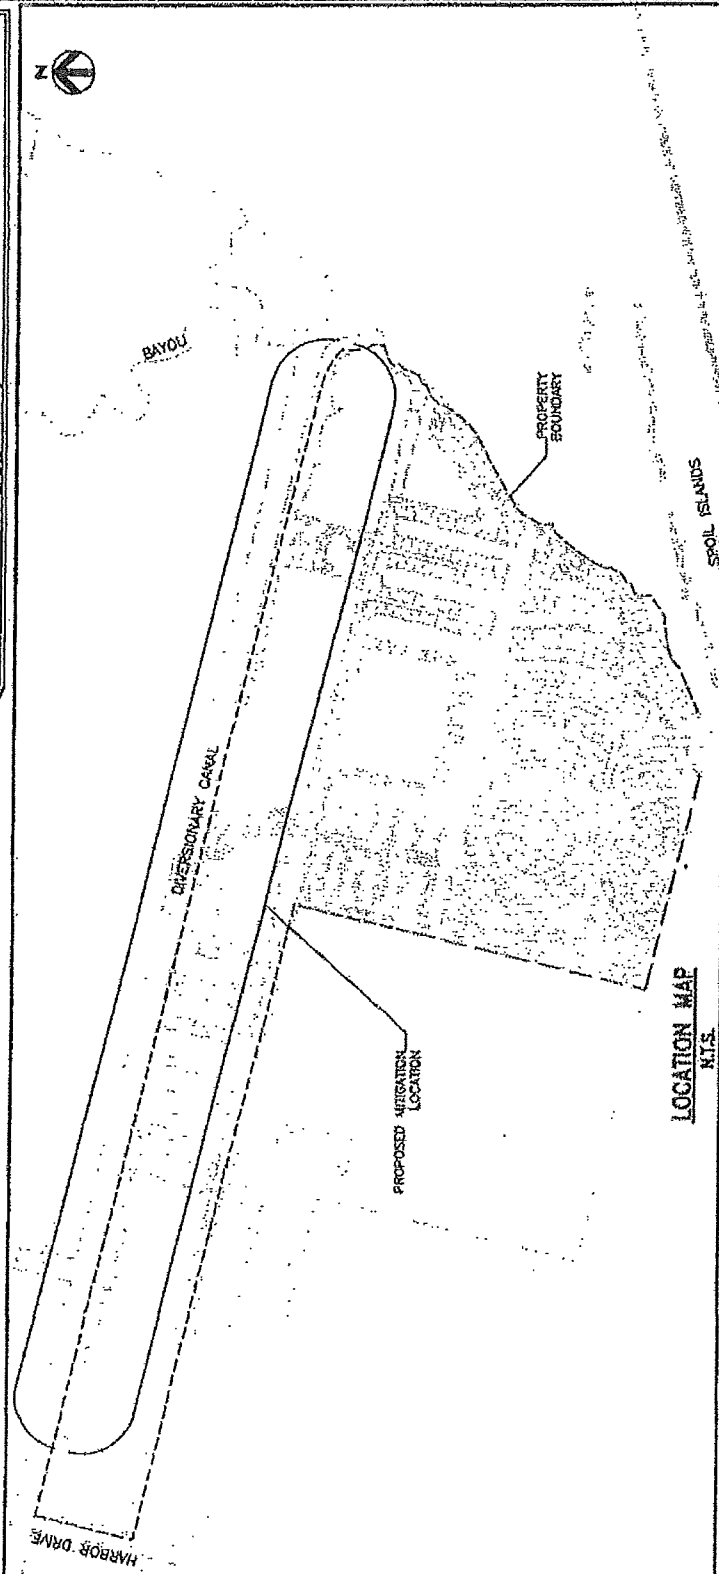 Z
BAYOU
PROPERTY
BOUNDARY
SPOIL ISLANDS
DIVERSIONARY CANAL
PROPOSED MITIGATION
LOCATION
HARBOR DRIVE
LOCATION MAP
N.T.S.